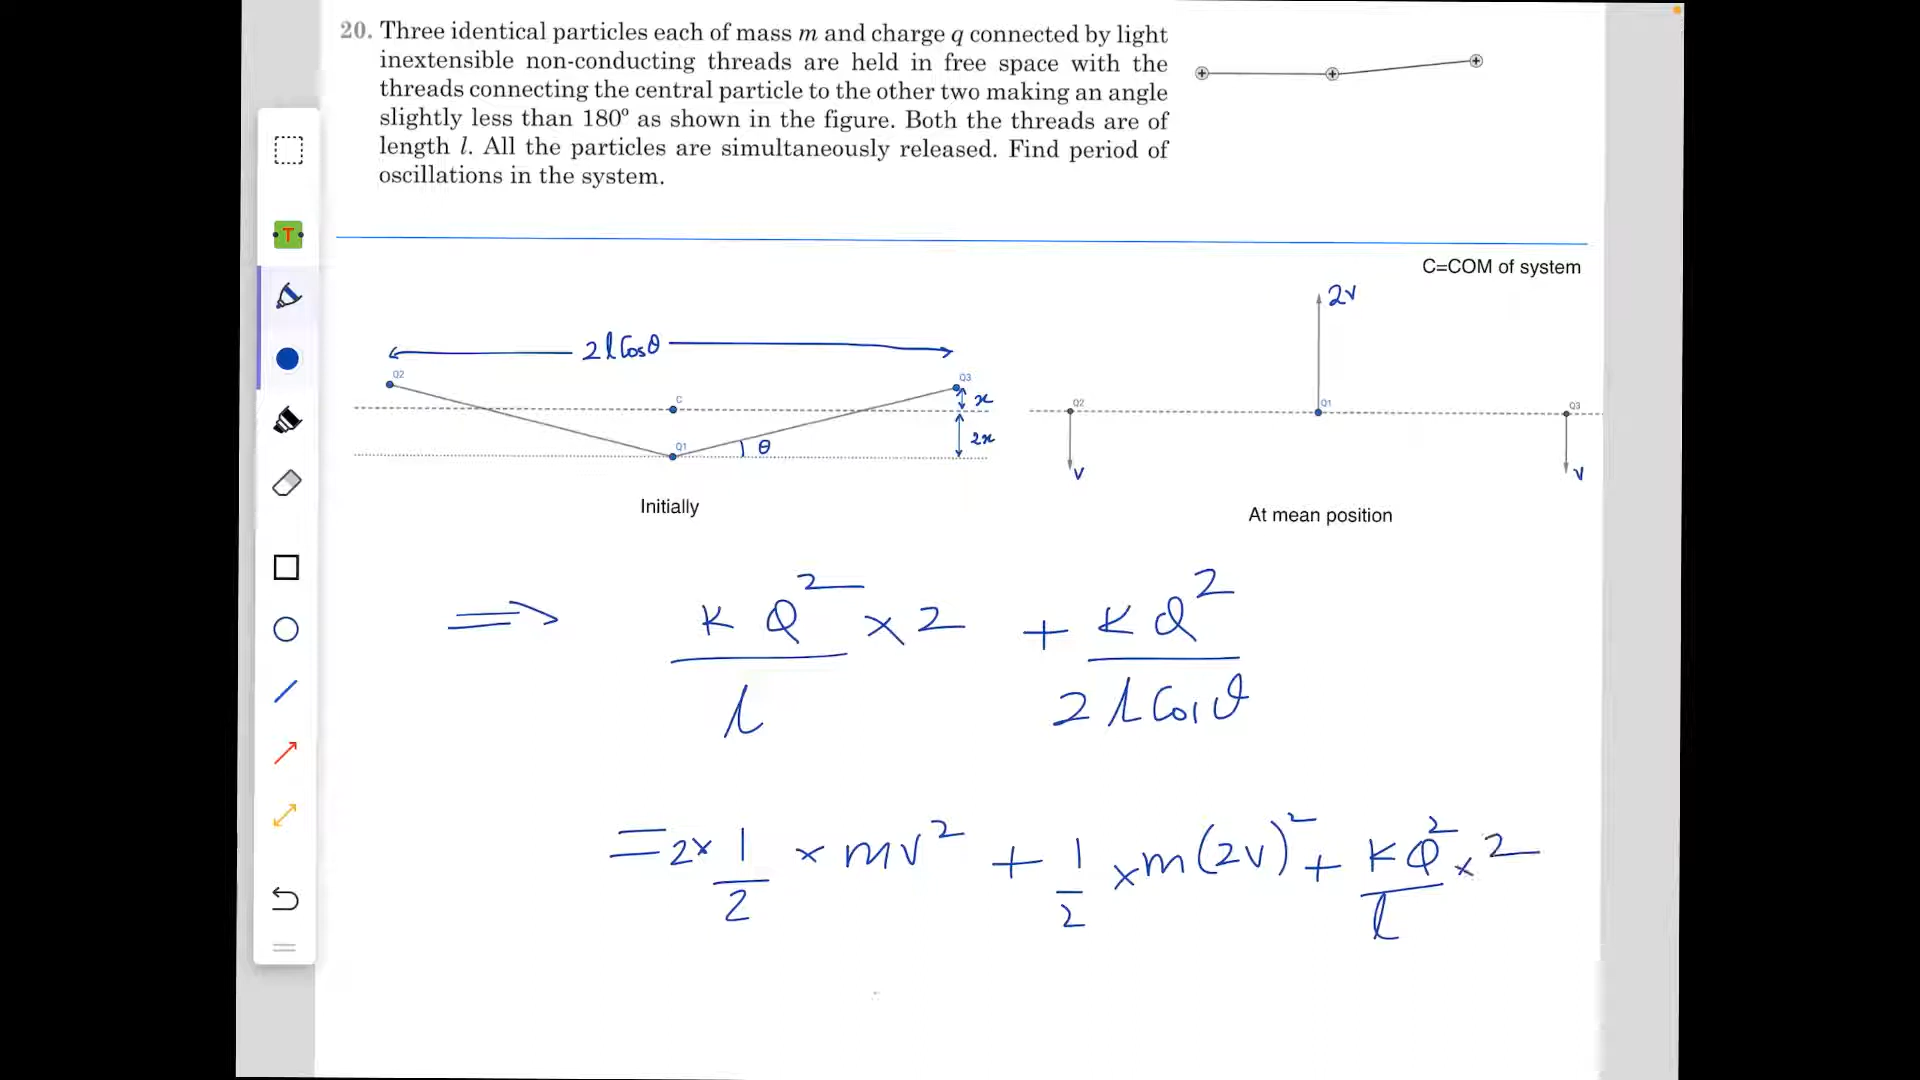 20. Three identical particles each of mass m and charge q connected by light
inextensible non-conducting threads are held in free space with the
threads connecting the central particle to the other two making an angle
slightly less than 180° as shown in the figure. Both the threads are of
length l. All the particles are simultaneously released. Find period of
oscillations in the system.
T
C=COM of system
2v
2lCosθ
Q2
Q3
C
x
Q1
θ
2x
Q2
Q1
Q3
v
v
Initially
At mean position
⇒ KQ²/l × 2 + KQ²/2lCosθ
= 2 × 1/2 × mv² + 1/2 × m(2v)² + KQ²/l × 2